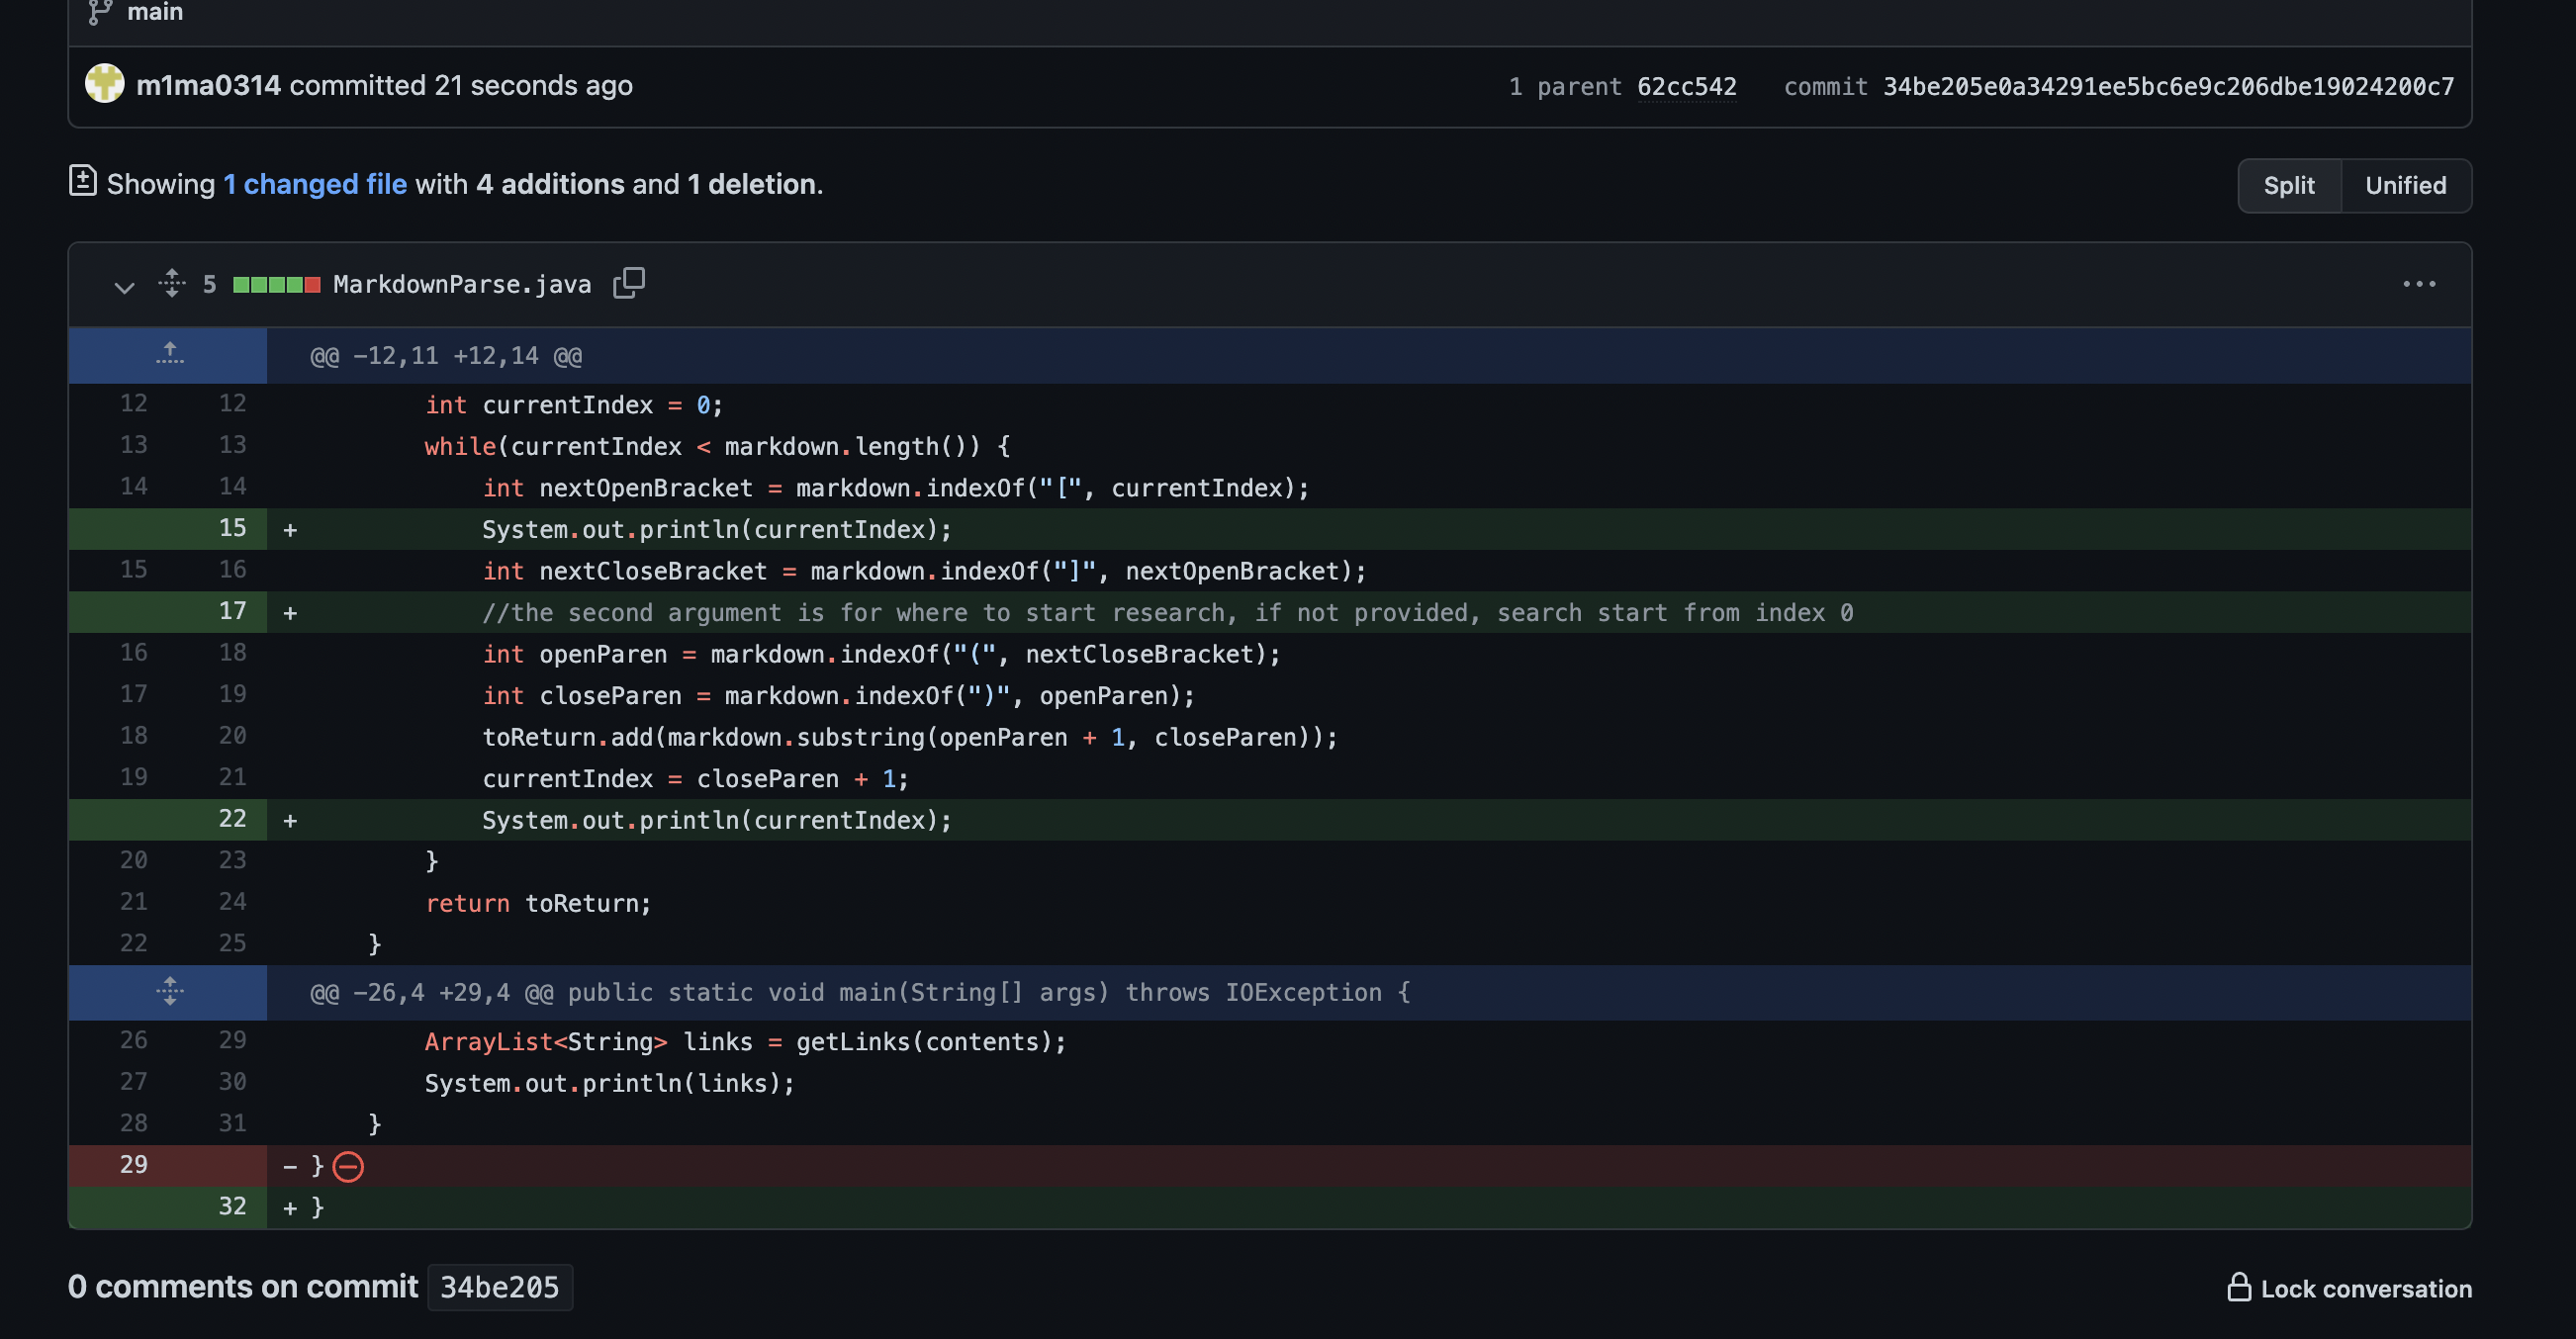 main
m1ma0314 committed 21 seconds ago 1 parent 62cc542 commit 34be205e0a34291ee5bc6e9c206dbe19024200c7
Showing 1 changed file with 4 additions and 1 deletion.
Split Unified
5 MarkdownParse.java
@@ -12,11 +12,14 @@
12 12 int currentIndex = 0;
13 13 while(currentIndex < markdown.length()) {
14 14 int nextOpenBracket = markdown.indexOf("[", currentIndex);
15 + System.out.println(currentIndex);
15 16 int nextCloseBracket = markdown.indexOf("]", nextOpenBracket);
17 + //the second argument is for where to start research, if not provided, search start from index 0
16 18 int openParen = markdown.indexOf("(", nextCloseBracket);
17 19 int closeParen = markdown.indexOf(")", openParen);
18 20 toReturn.add(markdown.substring(openParen + 1, closeParen));
19 21 currentIndex = closeParen + 1;
22 + System.out.println(currentIndex);
20 23 }
21 24 return toReturn;
22 25 }
@@ -26,4 +29,4 @@ public static void main(String[] args) throws IOException {
26 29 ArrayList<String> links = getLinks(contents);
27 30 System.out.println(links);
28 31 }
29 - }
32 + }
0 comments on commit 34be205
Lock conversation